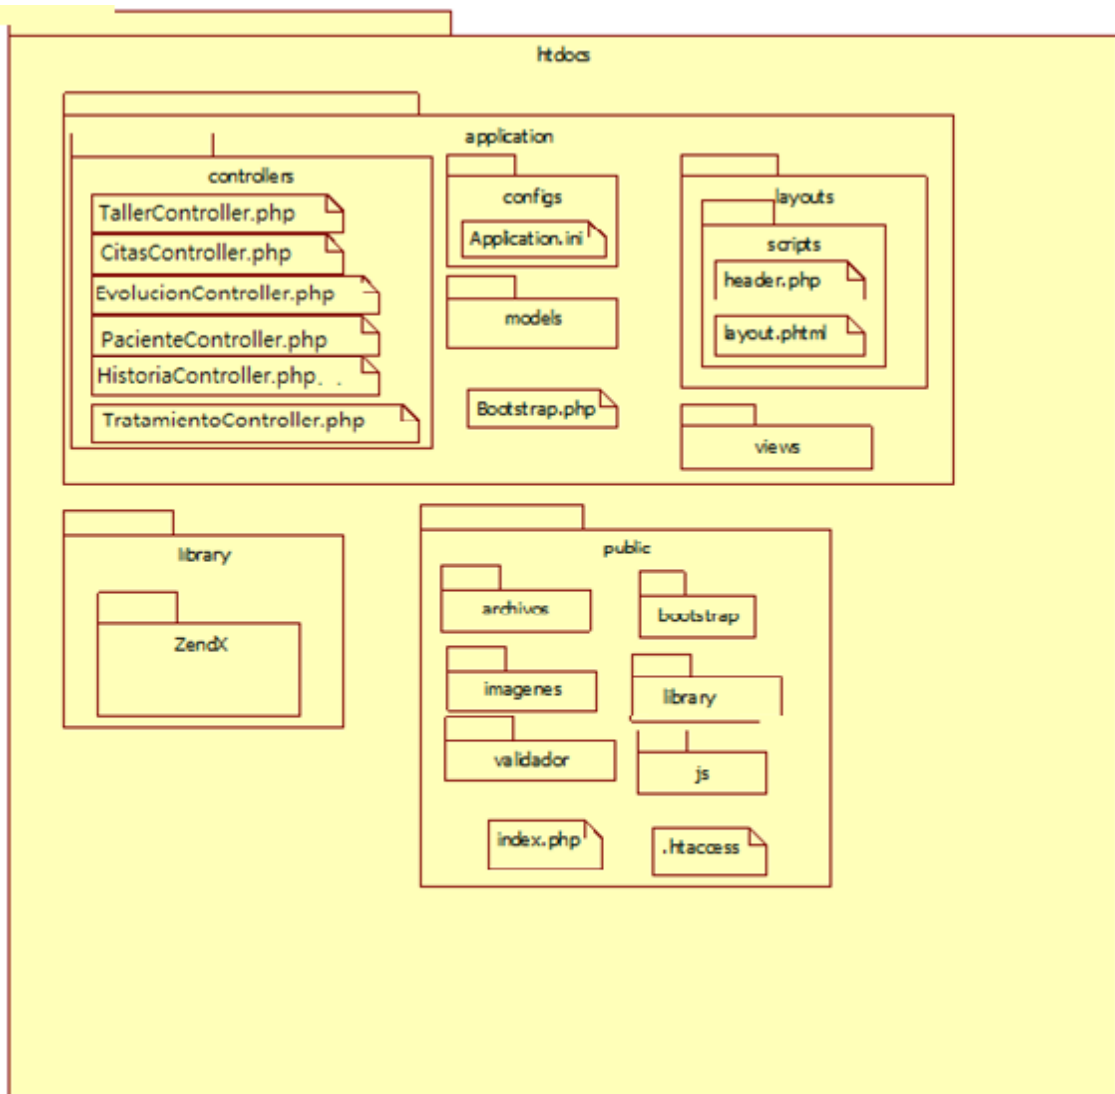 htdocs
application
controllers
TallerController.php
CitasController.php
EvolucionController.php
PacienteController.php
HistoriaController.php. .
TratamientoController.php
configs
Application.ini
models
Bootstrap.php
layouts
scripts
header.php
layout.phtml
views
library
ZendX
public
archivos
bootstrap
imagenes
library
validador
js
index.php
.htaccess